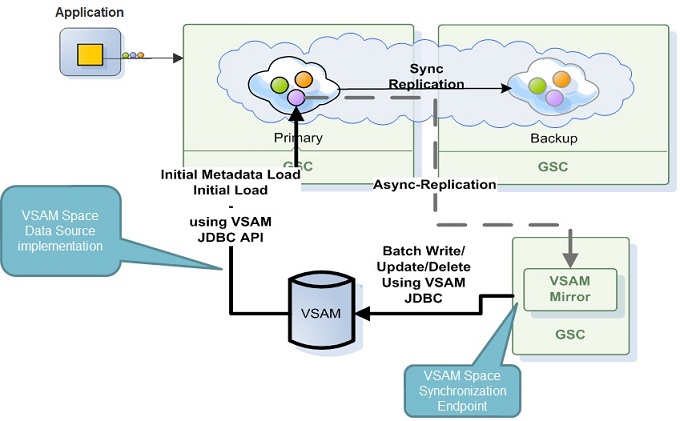 Application
Sync
Replication
Primary
Backup
GSC
GSC
Initial Metadata Load
Initial Load
-
using VSAM
JDBC API
Async-Replication
VSAM Space
Data Source
implementation
Batch Write/
Update/Delete
Using VSAM
JDBC
VSAM
VSAM
Mirror
GSC
VSAM Space
Synchronization
Endpoint